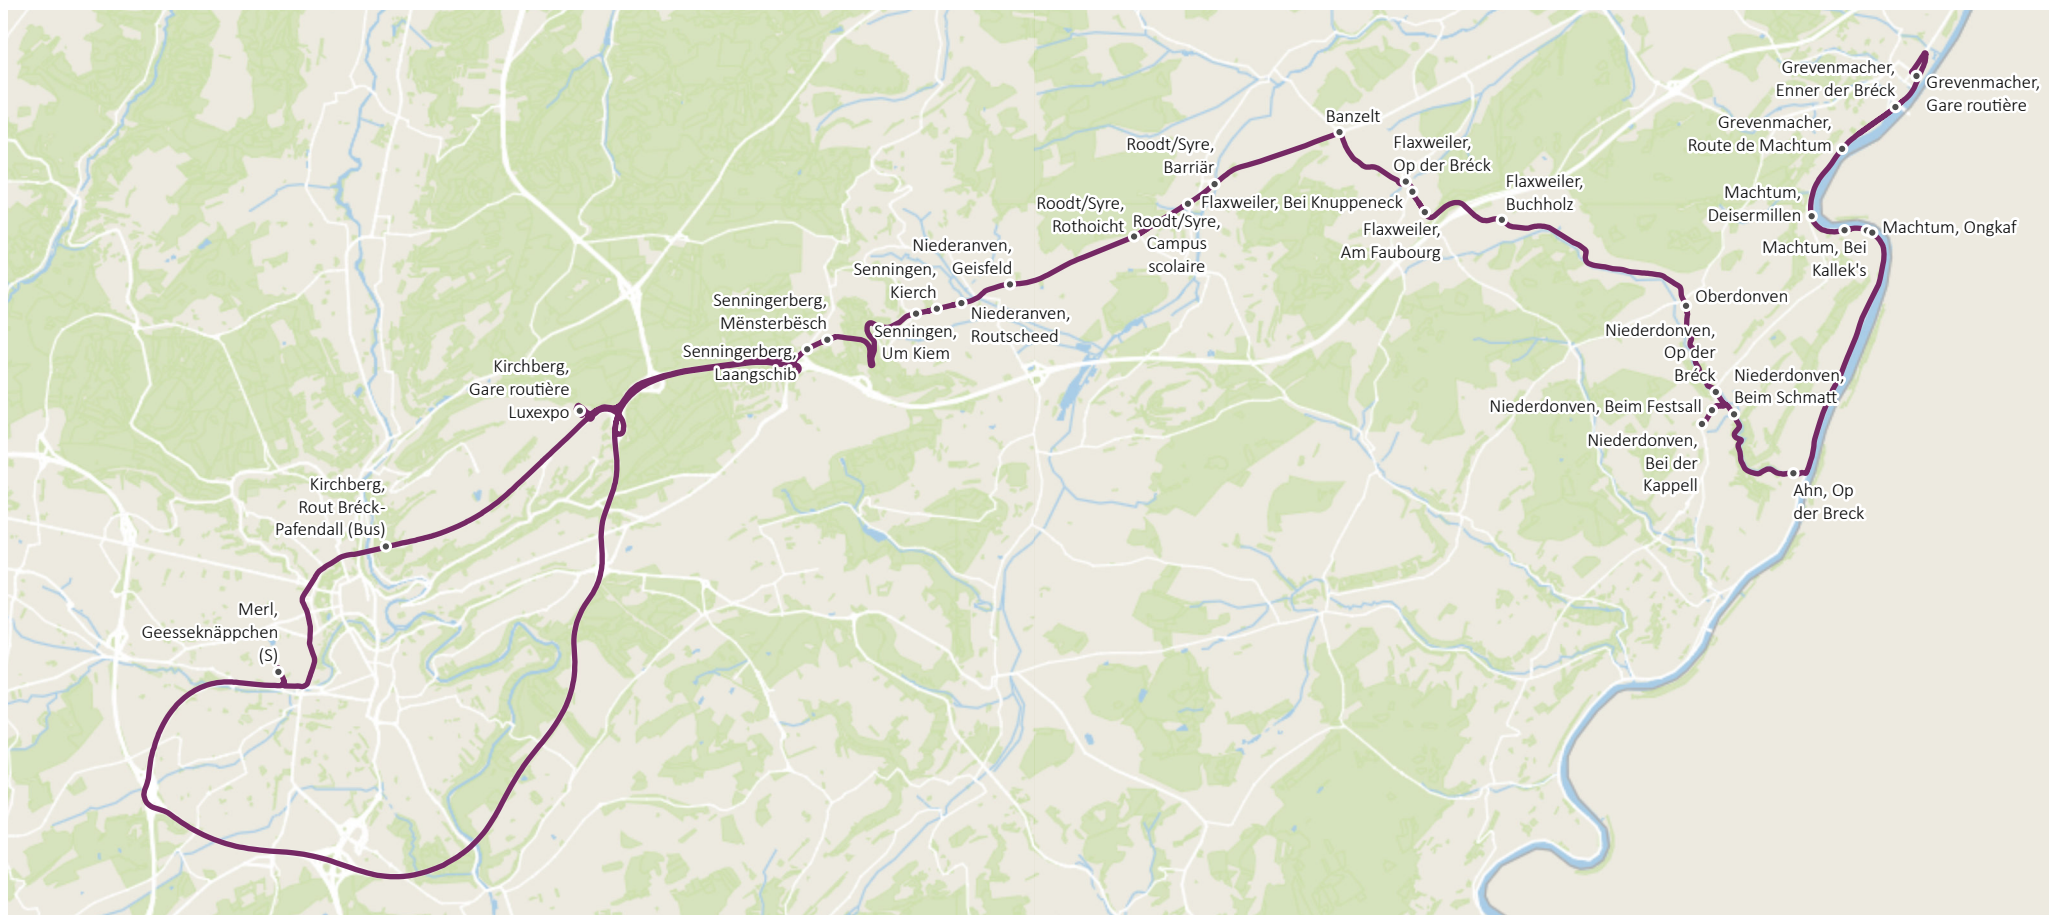 Grevenmacher,
Enner der Bréck
Grevenmacher,
Gare routière
Grevenmacher,
Route de Machtum
Machtum,
Deisermillen
Machtum, Ongkaf
Machtum, Bei
Kallek's
Banzelt
Flaxweiler,
Op der Bréck
Roodt/Syre,
Barriär
Flaxweiler,
Buchholz
Flaxweiler, Bei Knuppeneck
Roodt/Syre,
Rothoicht
Roodt/Syre,
Campus
scolaire
Flaxweiler,
Am Faubourg
Niederanven,
Geisfeld
Senningen,
Kierch
Senningerberg,
Mënsterbësch
Niederanven,
Routscheed
Senningen,
Um Kiem
Senningerberg,
Laangschib
Oberdonven
Niederdonven,
Op der
Bréck
Niederdonven,
Beim Schmatt
Niederdonven, Beim Festsall
Niederdonven,
Bei der
Kappell
Ahn, Op
der Breck
Kirchberg,
Gare routière
Luxexpo
Kirchberg,
Rout Bréck-
Pafendall (Bus)
Merl,
Geesseknäppchen
(S)